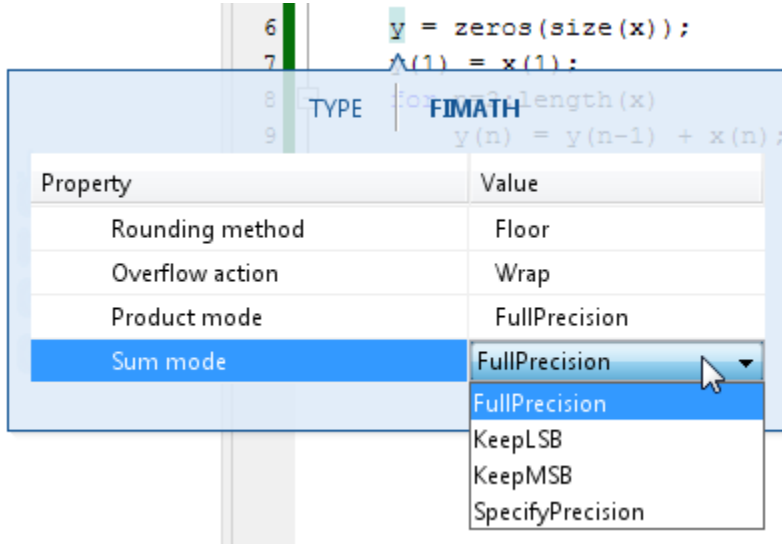 6 y = zeros(size(x));
7 y(1) = x(1);
8 for n=2:length(x)
9 y(n) = y(n-1) + x(n);
TYPE FIMATH
Property Value
Rounding method Floor
Overflow action Wrap
Product mode FullPrecision
Sum mode FullPrecision
FullPrecision
KeepLSB
KeepMSB
SpecifyPrecision